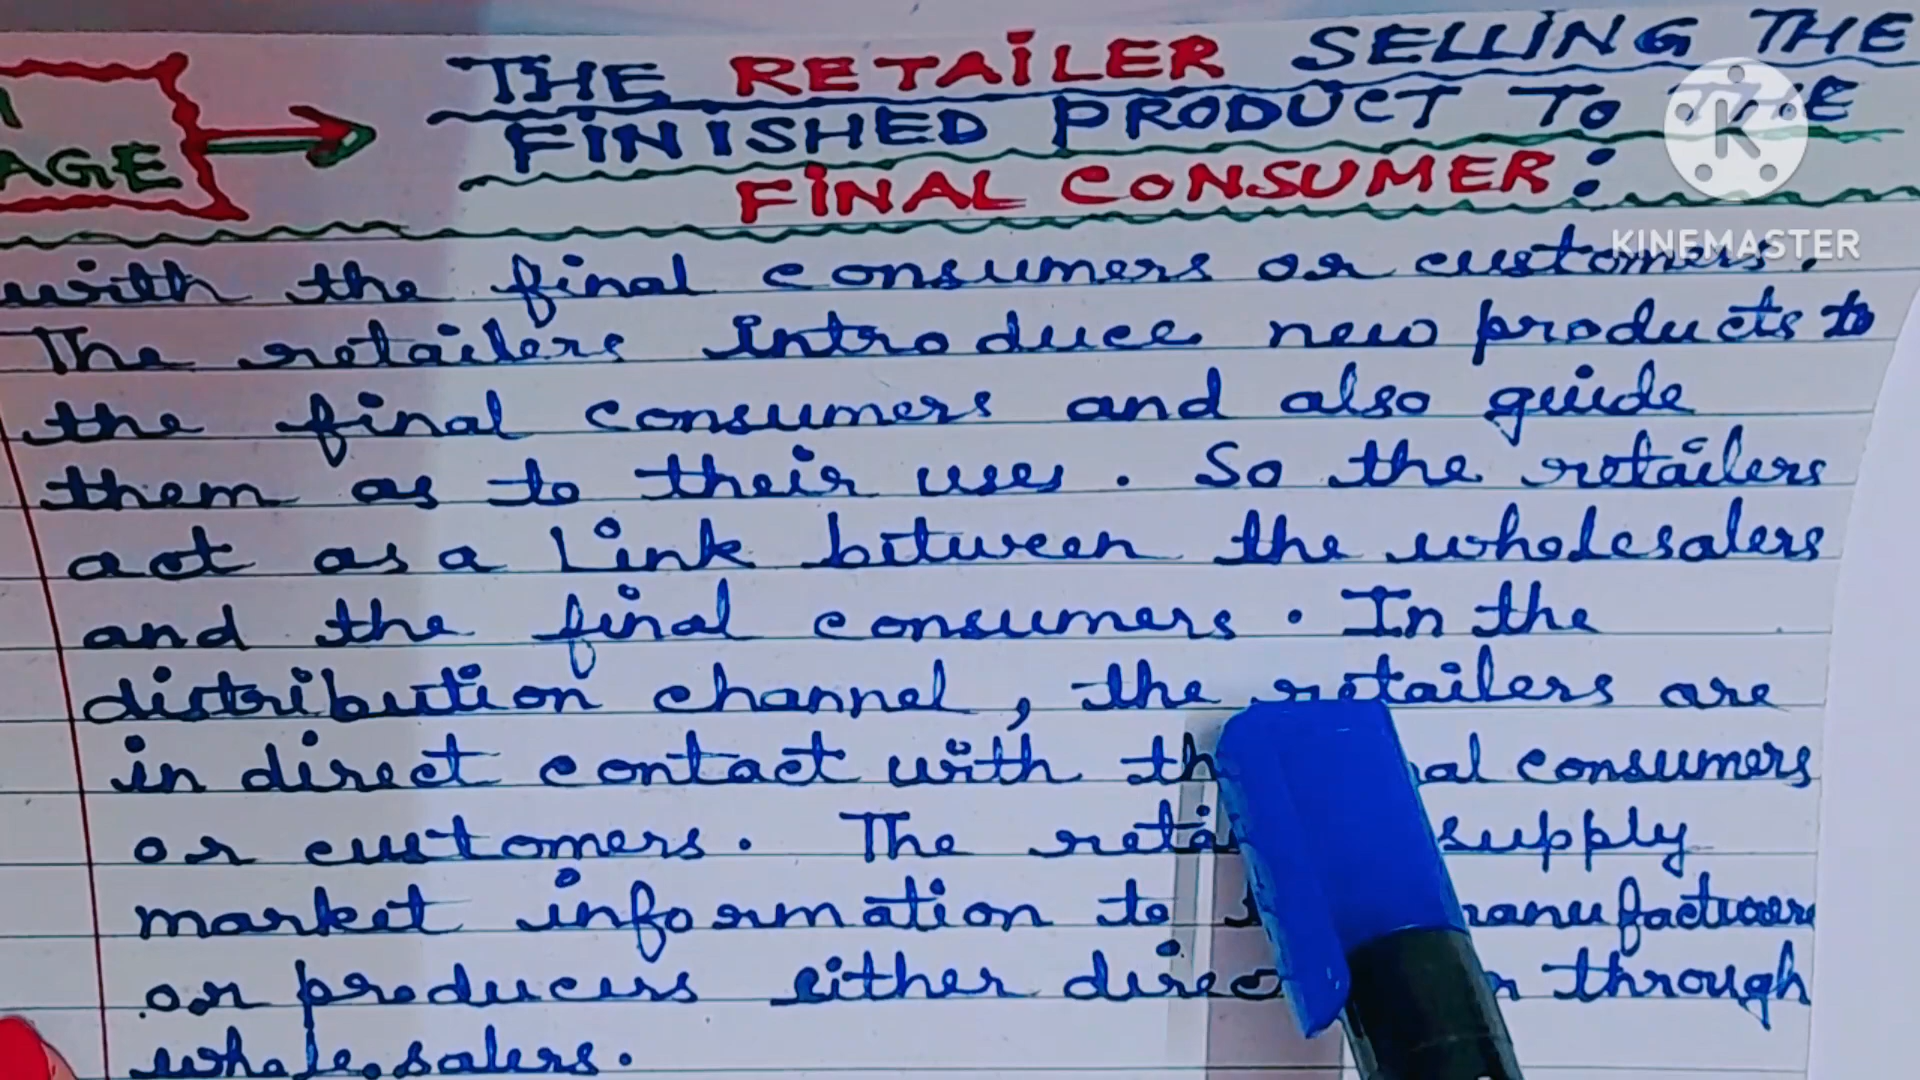 THE RETAILER SELLING THE
AGE
FINISHED PRODUCT TO THE
FINAL CONSUMER:
KINEMASTER
with the final consumers or customers.
The retailers introduce new products to
the final consumers and also guide
them as to their uses. So the retailers
act as a link between the wholesalers
and the final consumers. In the
distribution channel, the retailers are
in direct contact with consumers
or customers. The supply
market information to
or producers either through
wholesalers.